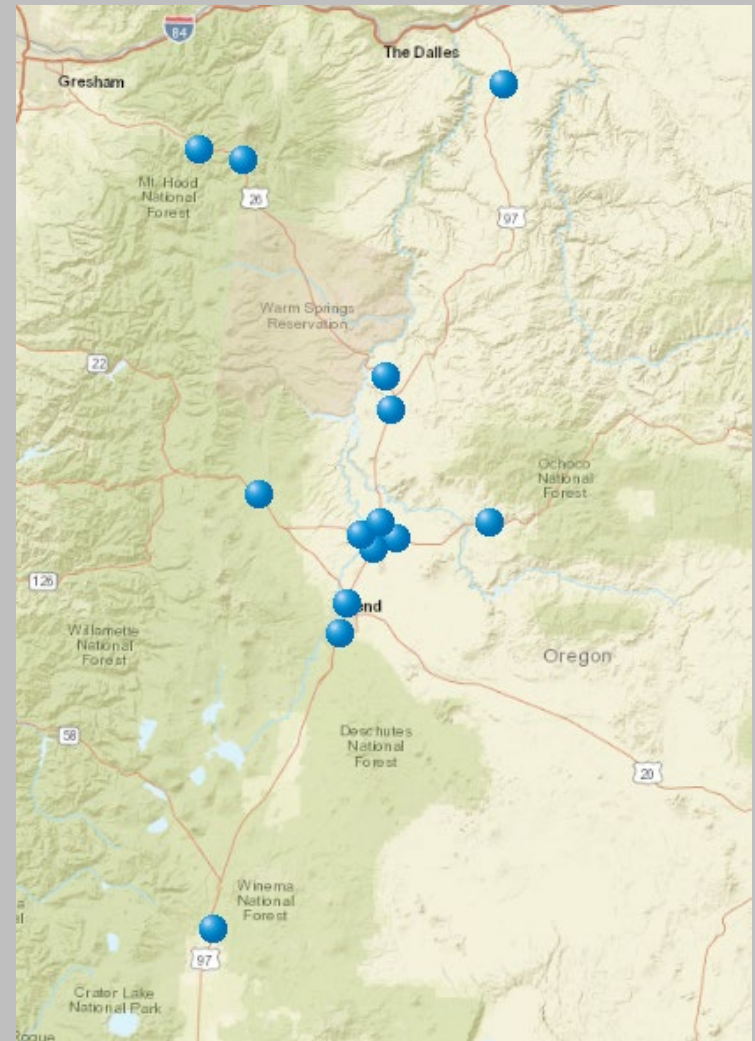 84
The Dalles
Gresham
Mt. Hood
National
Forest
26
97
Warm Springs
Reservation
22
Ochoco
National
Forest
126
nd
Willamette
National
Forest
Oregon
58
Deschutes
National
Forest
20
Winema
National
Forest
97
Crater Lake
National Park
Rogue